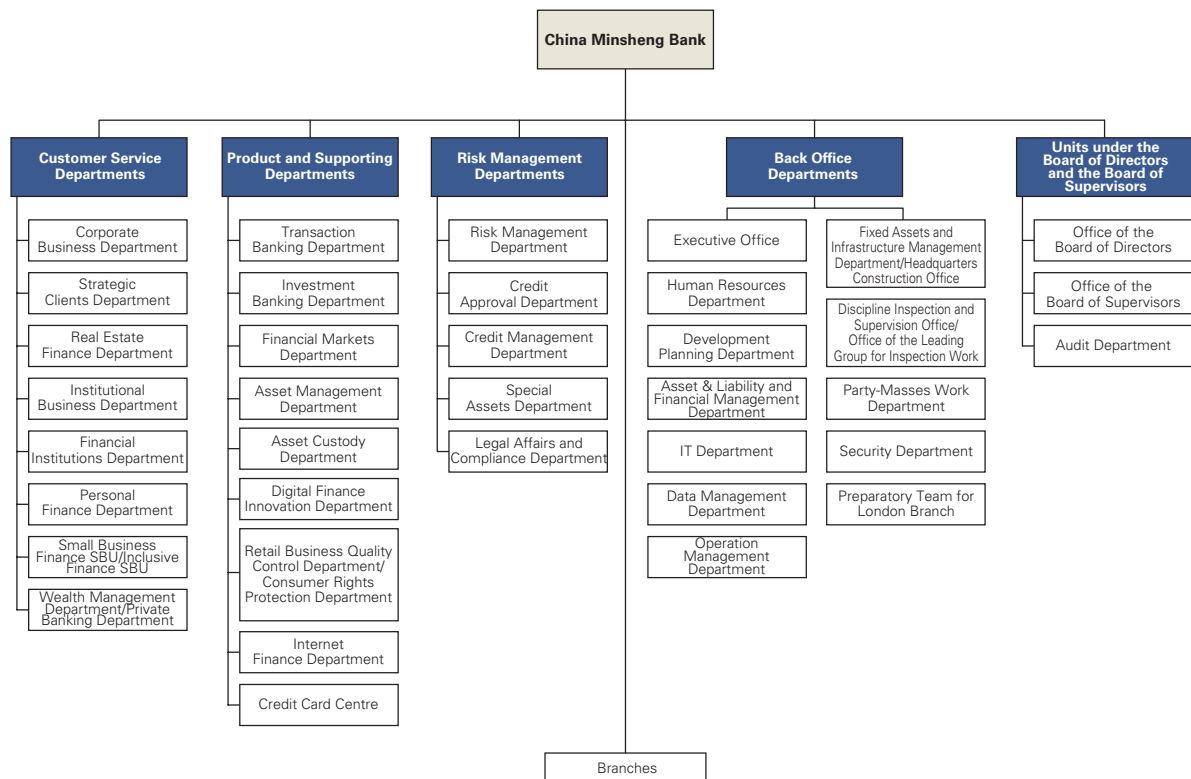 China Minsheng Bank
Customer Service
Departments
Corporate
Business Department
Strategic
Clients Department
Real Estate
Finance Department
Institutional
Business Department
Financial
Institutions Department
Personal
Finance Department
Small Business
Finance SBU/Inclusive
Finance SBU
Wealth Management
Department/Private
Banking Department
Product and Supporting
Departments
Transaction
Banking Department
Investment
Banking Department
Financial Markets
Department
Asset Management
Department
Asset Custody
Department
Digital Finance
Innovation Department
Retail Business Quality
Control Department/
Consumer Rights
Protection Department
Internet
Finance Department
Credit Card Centre
Risk Management
Departments
Risk Management
Department
Credit
Approval Department
Credit Management
Department
Special
Assets Department
Legal Affairs and
Compliance Department
Back Office
Departments
Executive Office
Human Resources
Department
Development
Planning Department
Asset & Liability and
Financial Management
Department
IT Department
Data Management
Department
Operation
Management
Department
Fixed Assets and
Infrastructure Management
Department/Headquarters
Construction Office
Discipline Inspection and
Supervision Office/
Office of the Leading
Group for Inspection Work
Party-Masses Work
Department
Security Department
Preparatory Team for
London Branch
Units under the
Board of Directors
and the Board of
Supervisors
Office of the
Board of Directors
Office of the
Board of Supervisors
Audit Department
Branches